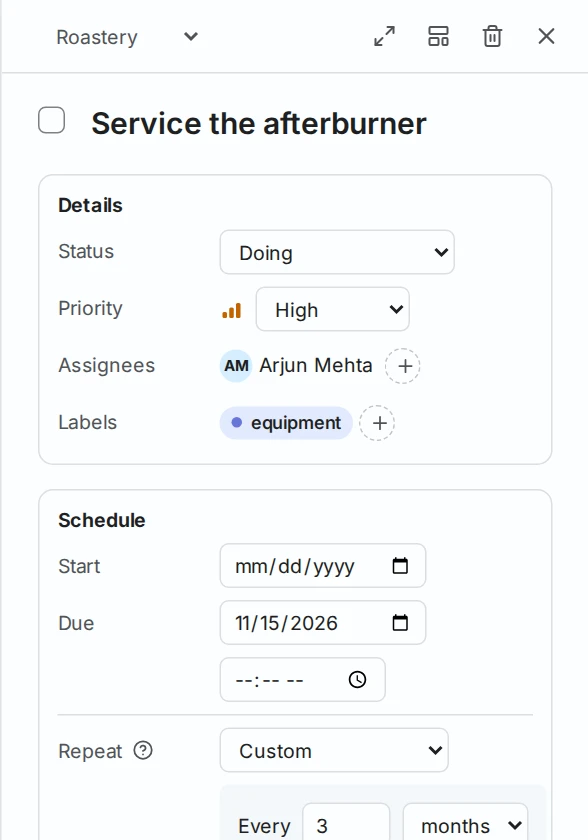 Roastery
Service the afterburner
Details
Status Doing
Priority High
Assignees AM Arjun Mehta +
Labels equipment +
Schedule
Start mm/dd/yyyy
Due 11/15/2026
--:-- --
Repeat ? Custom
Every 3 months